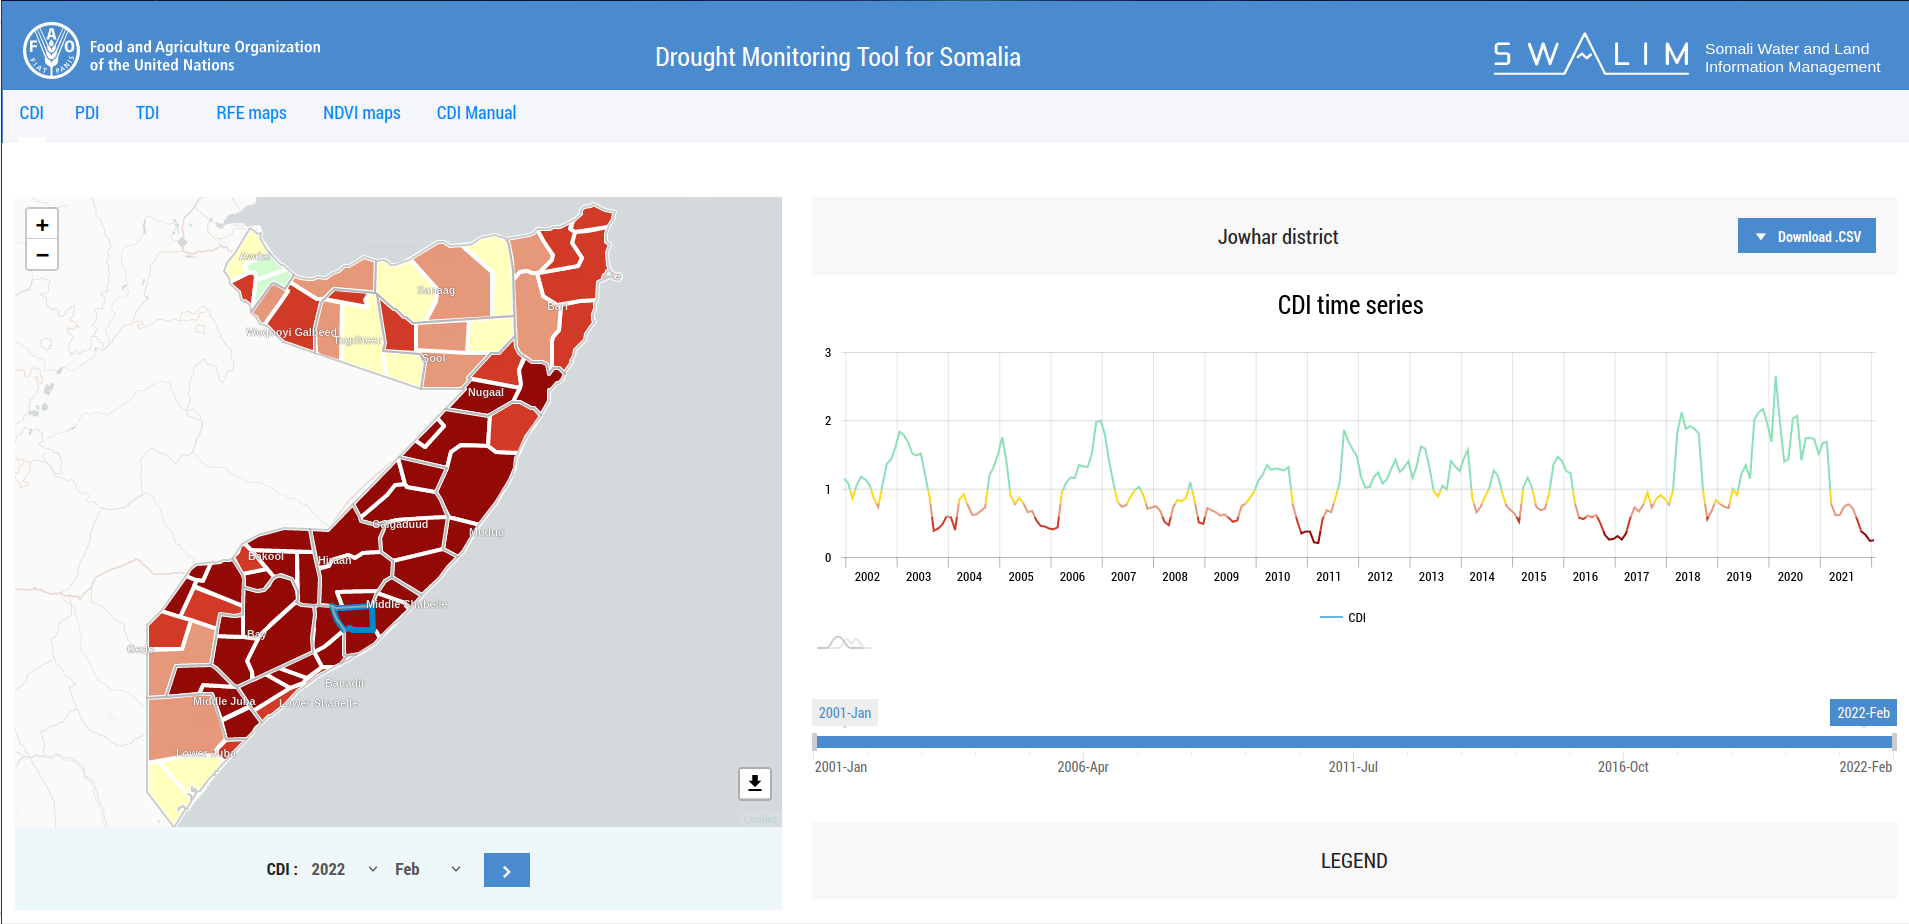 Food and Agriculture Organization
of the United Nations
Drought Monitoring Tool for Somalia
SWALIM
Somali Water and Land
Information Management
CDI PDI TDI RFE maps NDVI maps CDI Manual
+
−
Awdal
Sanaag
Bari
Woqooyi Galbeed
Togdheer
Sool
Nugaal
Galgaduud
Mudug
Bakool
Hiraan
Middle Shabelle
Bay
Gedo
Banadir
Middle Juba
Lower Shabelle
Lower Juba
Leaflet
CDI : 2022 Feb
Jowhar district
Download .CSV
CDI time series
3
2
1
0
2002 2003 2004 2005 2006 2007 2008 2009 2010 2011 2012 2013 2014 2015 2016 2017 2018 2019 2020 2021
CDI
2001-Jan 2022-Feb
2001-Jan 2006-Apr 2011-Jul 2016-Oct 2022-Feb
LEGEND